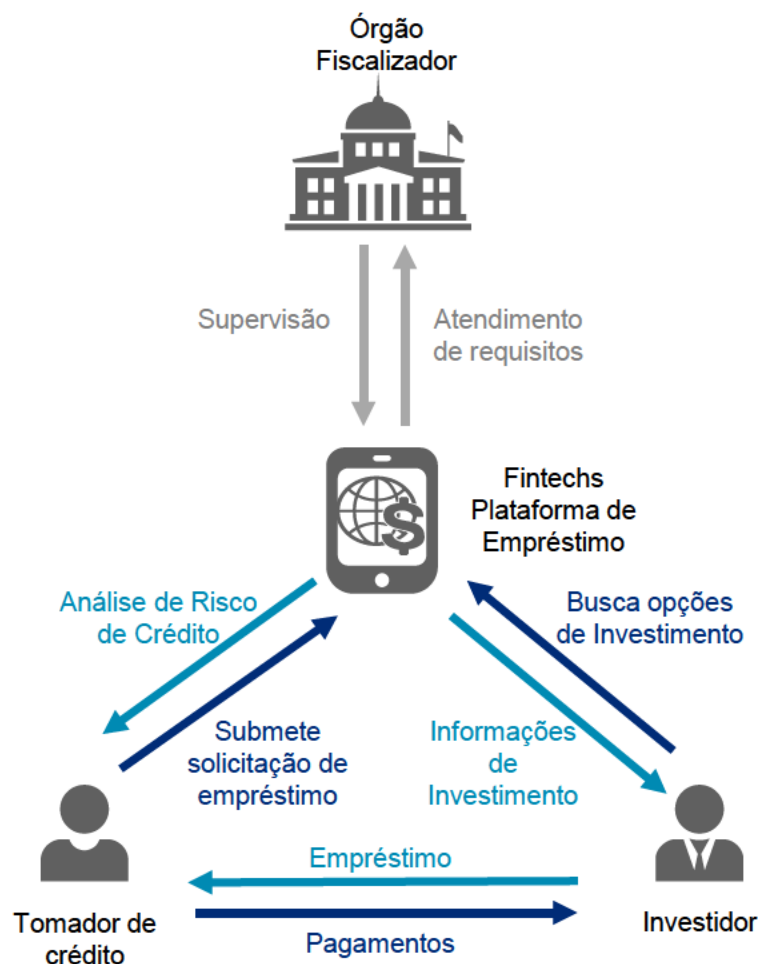 Órgão
Fiscalizador
Supervisão
Atendimento
de requisitos
Fintechs
Plataforma de
Empréstimo
Análise de Risco
de Crédito
Busca opções
de Investimento
Submete
solicitação de
empréstimo
Informações
de
Investimento
Empréstimo
Tomador de
crédito
Pagamentos
Investidor